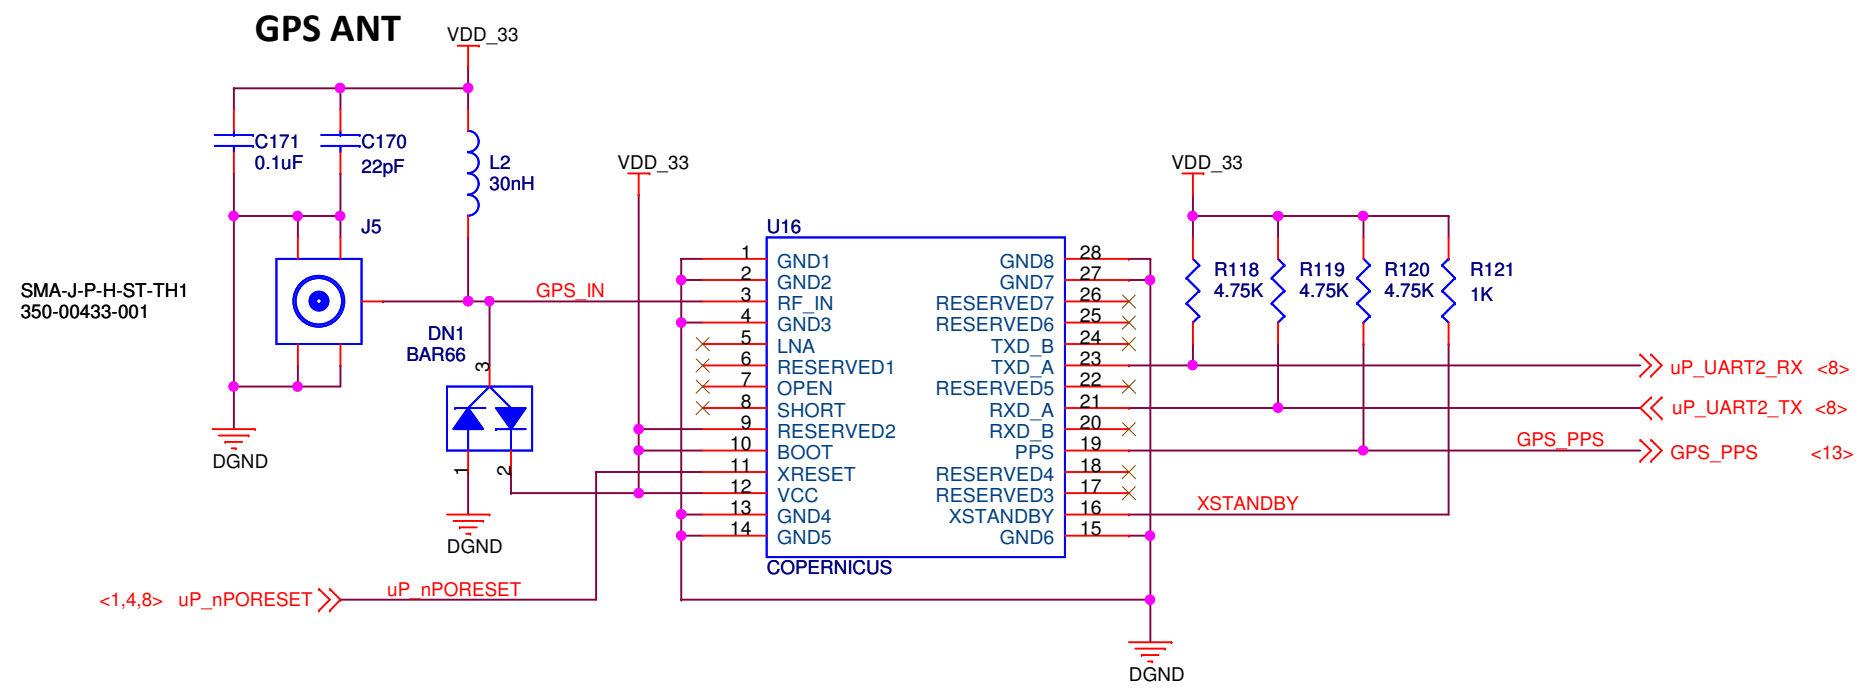 GPS ANT
VDD_33
C171
0.1uF
C170
22pF
L2
30nH
J5
SMA-J-P-H-ST-TH1
350-00433-001
GPS_IN
DN1
BAR66
3
1
2
DGND
DGND
<1,4,8> uP_nPORESET
uP_nPORESET
VDD_33
U16
1 GND1
2 GND2
3 RF_IN
4 GND3
5 LNA
6 RESERVED1
7 OPEN
8 SHORT
9 RESERVED2
10 BOOT
11 XRESET
12 VCC
13 GND4
14 GND5
GND8 28
GND7 27
RESERVED7 26
RESERVED6 25
TXD_B 24
TXD_A 23
RESERVED5 22
RXD_A 21
RXD_B 20
PPS 19
RESERVED4 18
RESERVED3 17
XSTANDBY 16
GND6 15
COPERNICUS
VDD_33
R118
4.75K
R119
4.75K
R120
4.75K
R121
1K
uP_UART2_RX <8>
uP_UART2_TX <8>
GPS_PPS
GPS_PPS <13>
XSTANDBY
DGND